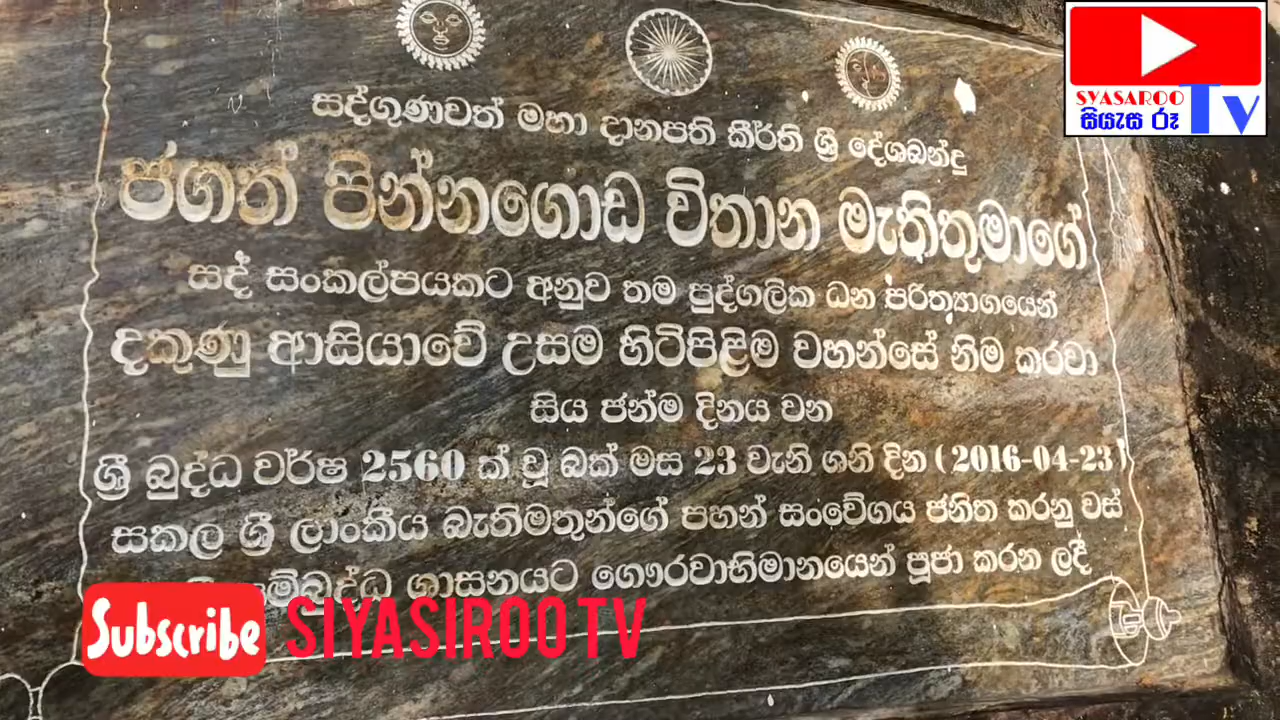 SYASAROO Tv
සියැස රූ
සද්ගුණවත් මහා දානපති කීර්ති ශ්‍රී දේශබන්දු
ජගත් පින්නගොඩ විතාන මැතිතුමාගේ
සද් සංකල්පයකට අනුව තම පුද්ගලික ධන පරිත්‍යාගයෙන්
දකුණු ආසියාවේ උසම හිටිපිළිම වහන්සේ නිම කරවා
සිය ජන්ම දිනය වන
ශ්‍රී බුද්ධ වර්ෂ 2560 ක් වූ බක් මස 23 වැනි ශනි දින (2016-04-23)
සකල ශ්‍රී ලාංකීය බැතිමතුන්ගේ පහන් සංවේගය ජනිත කරනු වස්
ශාසනයට ගෞරවාභිමානයෙන් පූජා කරන ලදී
Subscribe SIYASIROO TV